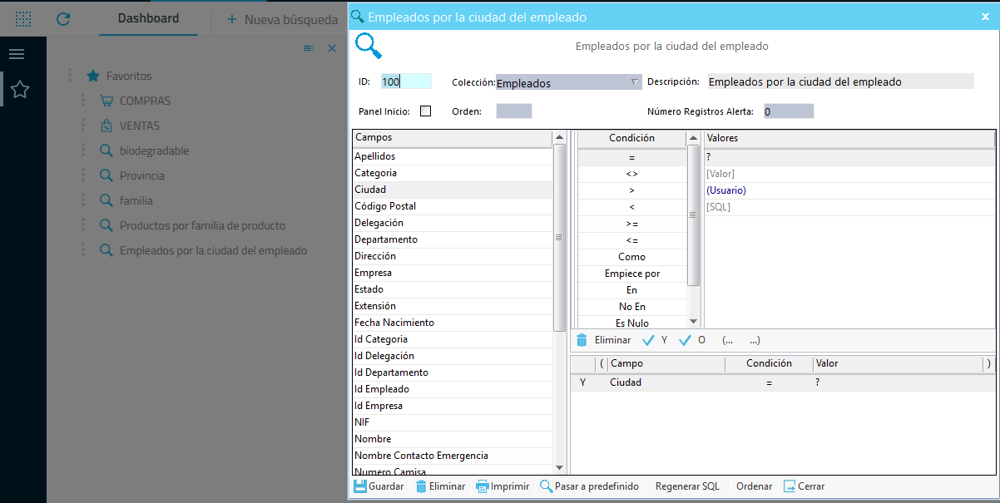 Dashboard
+ Nueva búsqueda
Favoritos
COMPRAS
VENTAS
biodegradable
Provincia
familia
Productos por familia de producto
Empleados por la ciudad del empleado
Empleados por la ciudad del empleado
x
Empleados por la ciudad del empleado
ID: 100 Colección: Empleados Descripción: Empleados por la ciudad del empleado
Panel Inicio: Orden: Número Registros Alerta: 0
Campos
Apellidos
Categoria
Ciudad
Código Postal
Delegación
Departamento
Dirección
Empresa
Estado
Extensión
Fecha Nacimiento
Id Categoria
Id Delegación
Id Departamento
Id Empleado
Id Empresa
NIF
Nombre
Nombre Contacto Emergencia
Numero Camisa
Condición
=
<>
>
<
>=
<=
Como
Empiece por
En
No En
Es Nulo
Valores
?
[Valor]
(Usuario)
[SQL]
Eliminar Y O (... ...)
( Campo Condición Valor )
Y Ciudad = ?
Guardar Eliminar Imprimir Pasar a predefinido Regenerar SQL Ordenar Cerrar